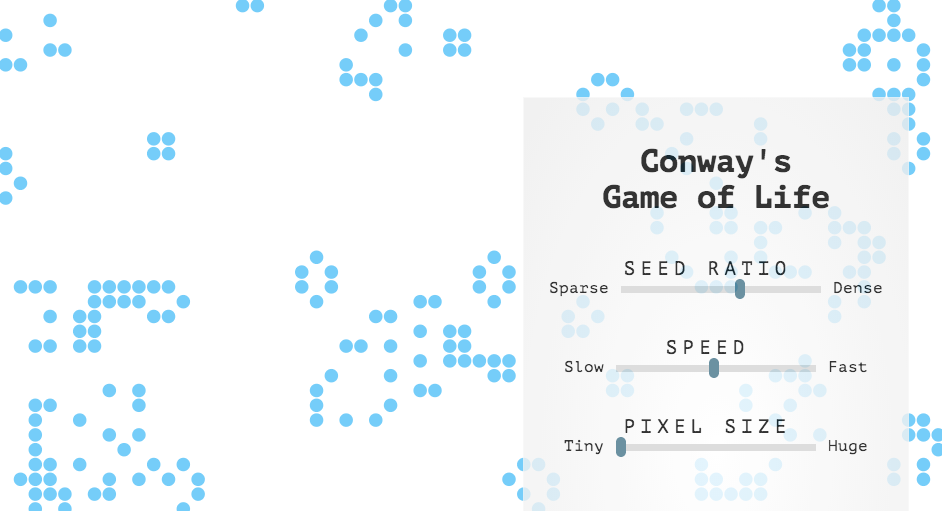 Conway's
Game of Life
SEED RATIO
Sparse Dense
SPEED
Slow Fast
PIXEL SIZE
Tiny Huge